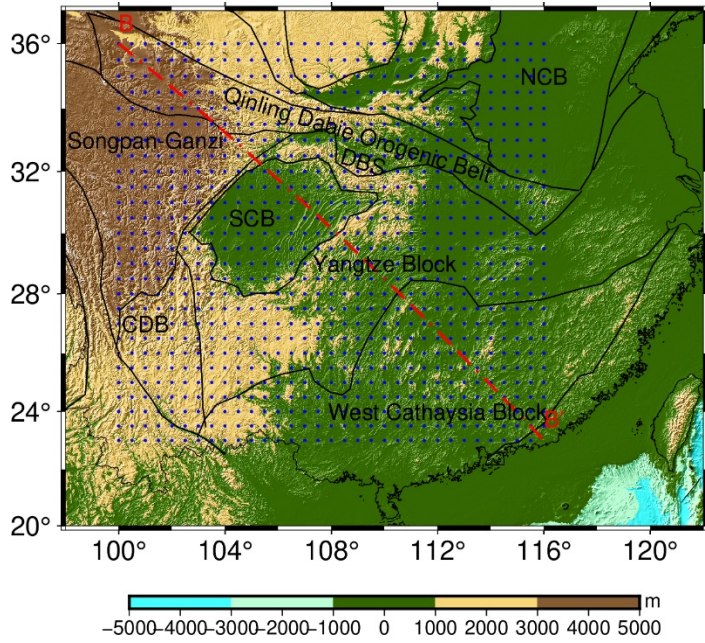 B
36°
NCB
Qinling Dabie Orogenic Belt
Songpan-Ganzi
DBS
32°
SCB
Yangtze Block
28°
CDB
24°
West Cathaysia Block
B'
20°
100° 104° 108° 112° 116° 120°
m
−5000−4000−3000−2000−1000 0 1000 2000 3000 4000 5000